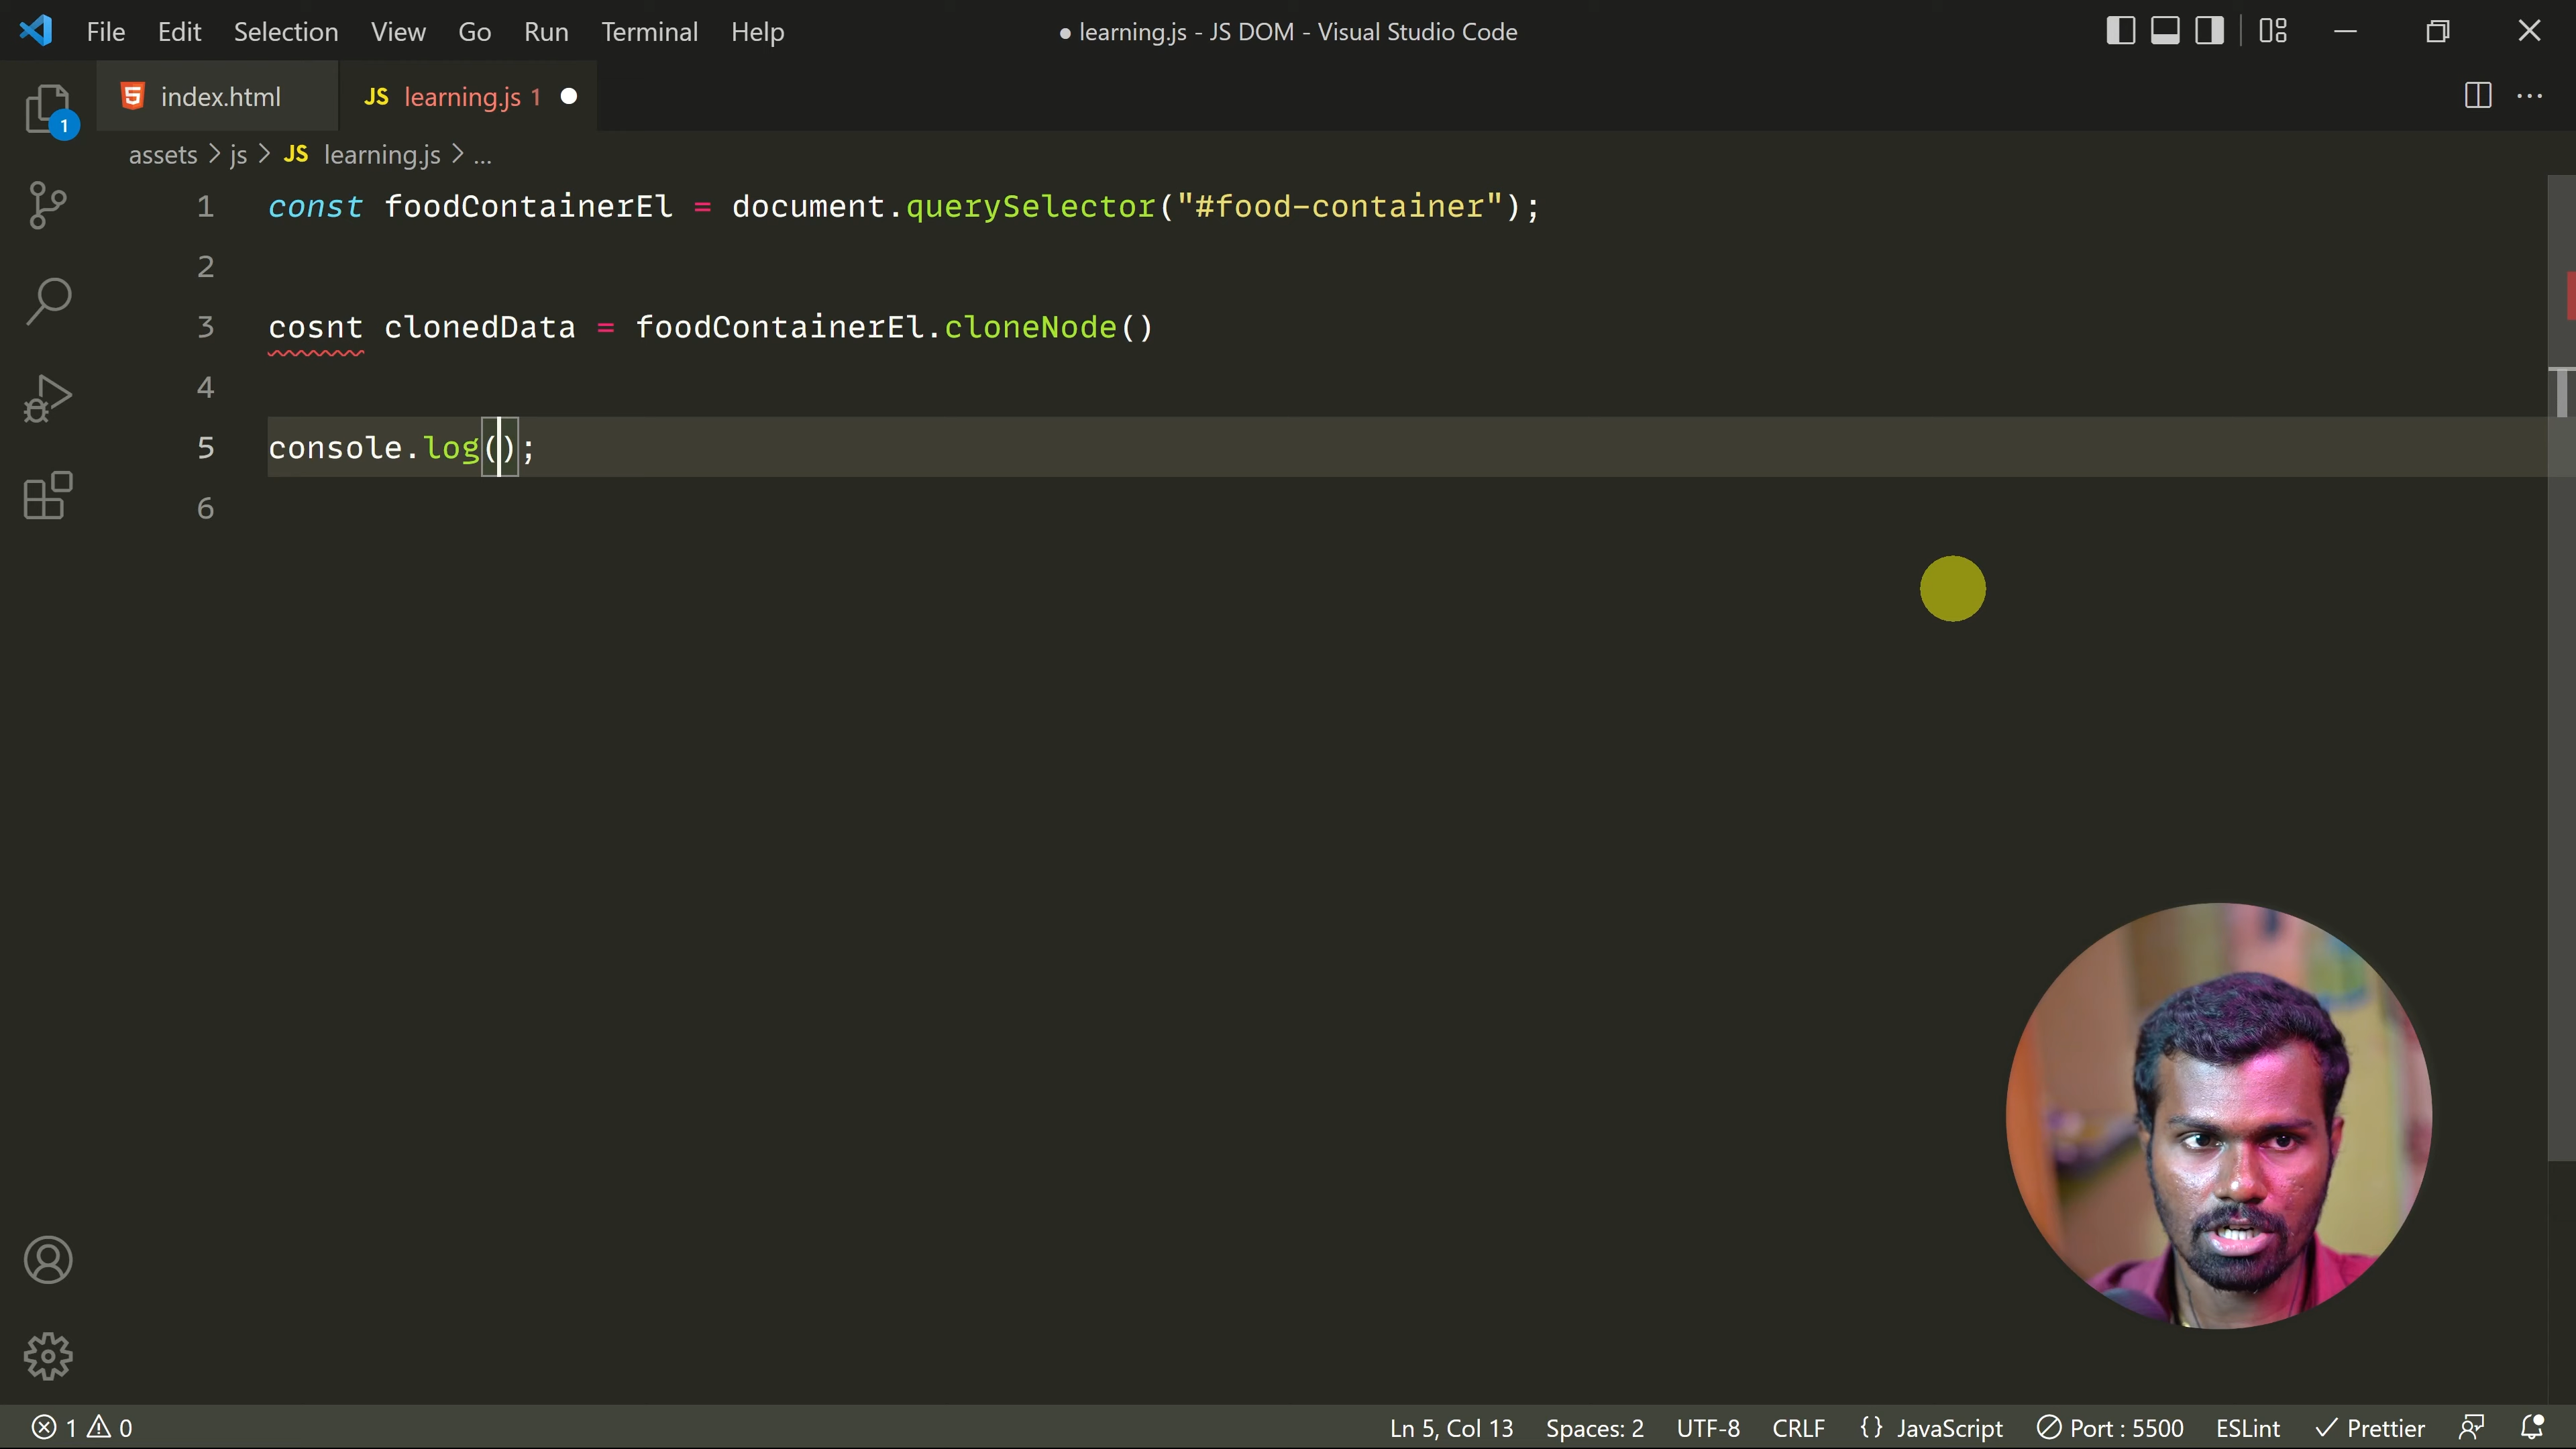 File Edit Selection View Go Run Terminal Help
● learning.js - JS DOM - Visual Studio Code
1
index.html
JS learning.js 1 ●
assets > js > JS learning.js > ...
1 const foodContainerEl = document.querySelector("#food-container");
2
3 cosnt clonedData = foodContainerEl.cloneNode()
4
5 console.log();
6
1 0
Ln 5, Col 13 Spaces: 2 UTF-8 CRLF {} JavaScript Port : 5500 ESLint Prettier